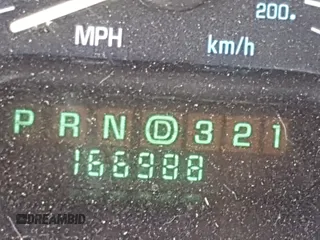 200
MPH
km/h
P R N D 3 2 1
166988
DREAMBID